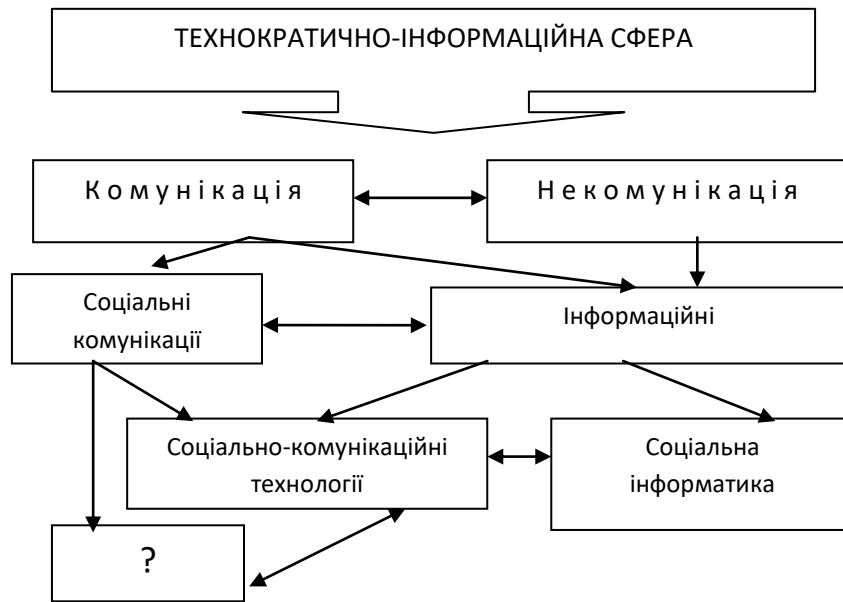 ТЕХНОКРАТИЧНО-ІНФОРМАЦІЙНА СФЕРА
К о м у н і к а ц і я
Н е к о м у н і к а ц і я
Соціальні
комунікації
Інформаційні
Соціально-комунікаційні
технології
Соціальна
інформатика
?